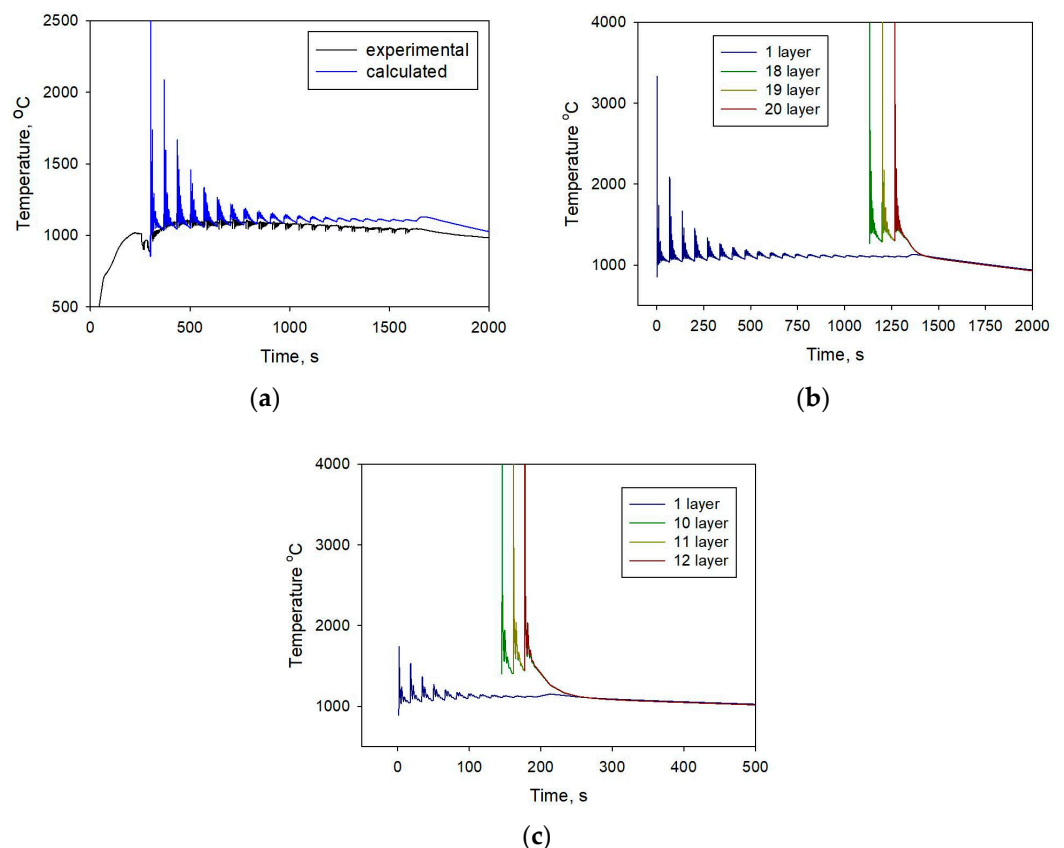 2500
2000
1500
1000
500
Temperature, °C
experimental
calculated
0 500 1000 1500 2000
Time, s
(a)
4000
3000
2000
1000
Temperature °C
1 layer
18 layer
19 layer
20 layer
0 250 500 750 1000 1250 1500 1750 2000
Time, s
(b)
4000
3000
2000
1000
Temperature °C
1 layer
10 layer
11 layer
12 layer
0 100 200 300 400 500
Time, s
(c)